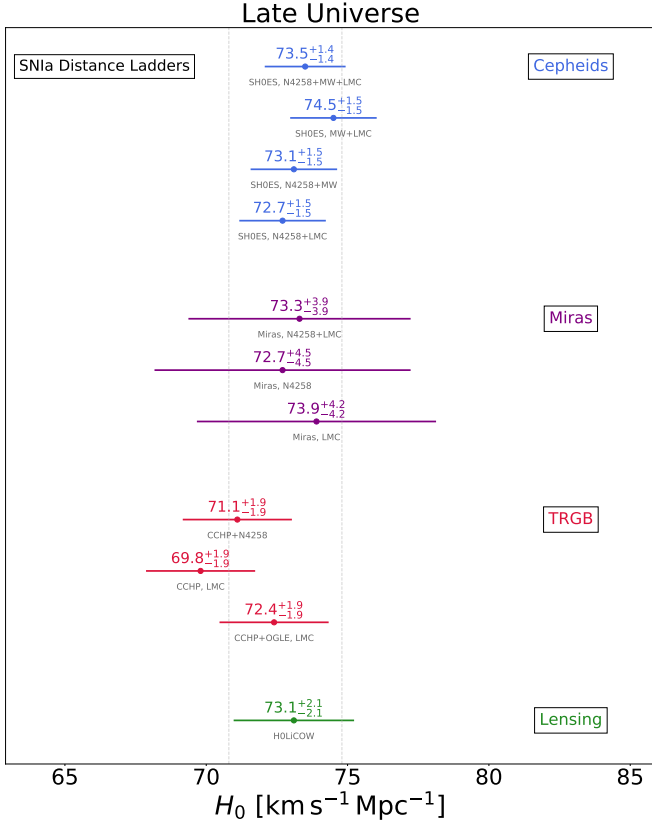 Late Universe
SNIa Distance Ladders
Cepheids
73.5+1.4−1.4
SH0ES, N4258+MW+LMC
74.5+1.5−1.5
SH0ES, MW+LMC
73.1+1.5−1.5
SH0ES, N4258+MW
72.7+1.5−1.5
SH0ES, N4258+LMC
Miras
73.3+3.9−3.9
Miras, N4258+LMC
72.7+4.5−4.5
Miras, N4258
73.9+4.2−4.2
Miras, LMC
TRGB
71.1+1.9−1.9
CCHP+N4258
69.8+1.9−1.9
CCHP, LMC
72.4+1.9−1.9
CCHP+OGLE, LMC
Lensing
73.1+2.1−2.1
H0LiCOW
65 70 75 80 85
H₀ [km s⁻¹ Mpc⁻¹]